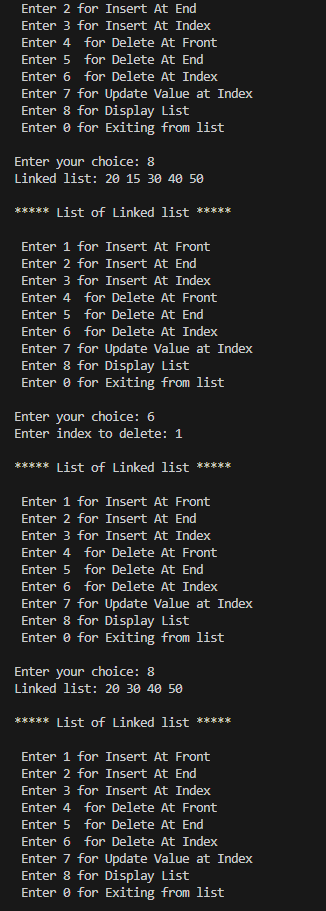 Enter 2 for Insert At End
Enter 3 for Insert At Index
Enter 4  for Delete At Front
Enter 5  for Delete At End
Enter 6  for Delete At Index
Enter 7 for Update Value at Index
Enter 8 for Display List
Enter 0 for Exiting from list
Enter your choice: 8
Linked list: 20 15 30 40 50
***** List of Linked list *****
Enter 1 for Insert At Front
Enter 2 for Insert At End
Enter 3 for Insert At Index
Enter 4  for Delete At Front
Enter 5  for Delete At End
Enter 6  for Delete At Index
Enter 7 for Update Value at Index
Enter 8 for Display List
Enter 0 for Exiting from list
Enter your choice: 6
Enter index to delete: 1
***** List of Linked list *****
Enter 1 for Insert At Front
Enter 2 for Insert At End
Enter 3 for Insert At Index
Enter 4  for Delete At Front
Enter 5  for Delete At End
Enter 6  for Delete At Index
Enter 7 for Update Value at Index
Enter 8 for Display List
Enter 0 for Exiting from list
Enter your choice: 8
Linked list: 20 30 40 50
***** List of Linked list *****
Enter 1 for Insert At Front
Enter 2 for Insert At End
Enter 3 for Insert At Index
Enter 4  for Delete At Front
Enter 5  for Delete At End
Enter 6  for Delete At Index
Enter 7 for Update Value at Index
Enter 8 for Display List
Enter 0 for Exiting from list